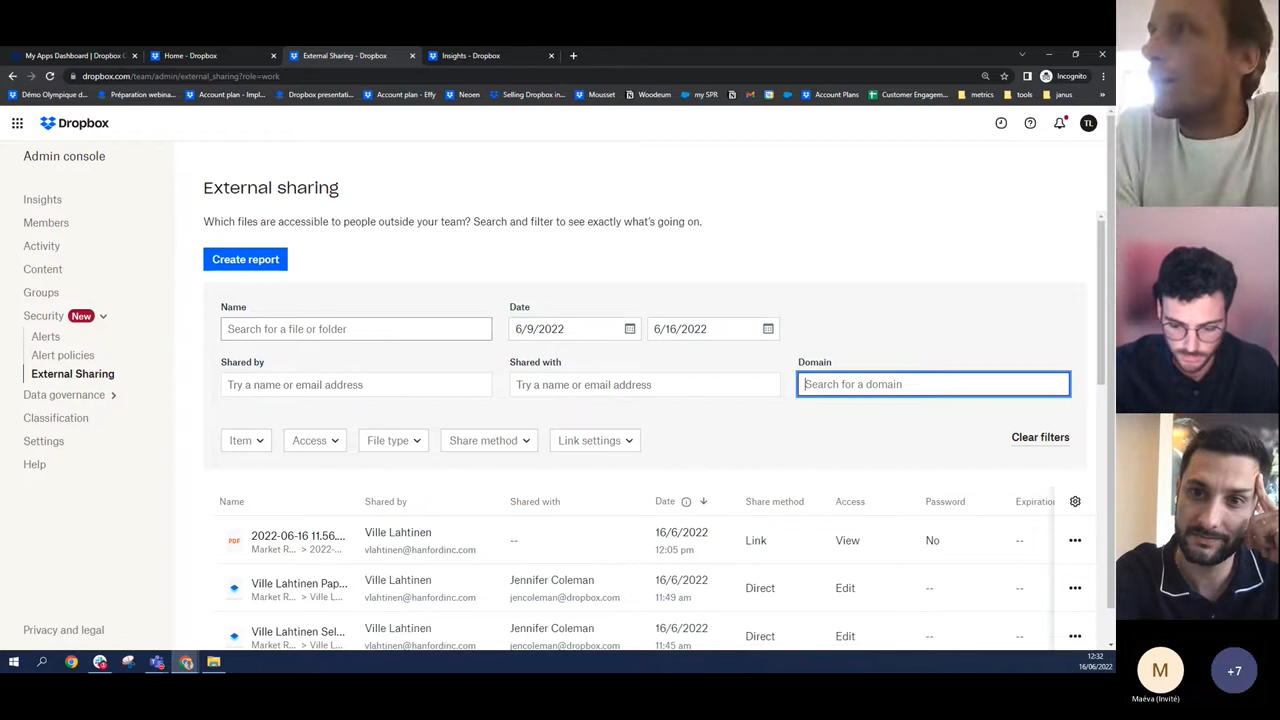 My Apps Dashboard | Dropbox C
Home - Dropbox
External Sharing - Dropbox
Insights - Dropbox
dropbox.com/team/admin/external_sharing?role=work
Incognito
Démo Olympique d...
Préparation webina...
Account plan - Impl...
Dropbox presentati...
Account plan - Effy
Neoen
Selling Dropbox in...
Mousset
Woodeum
my SPR
Account Plans
Customer Engagem...
metrics
tools
janus
Dropbox
TL
Admin console
Insights
Members
Activity
Content
Groups
Security New
Alerts
Alert policies
External Sharing
Data governance
Classification
Settings
Help
Privacy and legal
External sharing
Which files are accessible to people outside your team? Search and filter to see exactly what's going on.
Create report
Name
Date
Search for a file or folder
6/9/2022
6/16/2022
Shared by
Shared with
Domain
Try a name or email address
Try a name or email address
Search for a domain
Item
Access
File type
Share method
Link settings
Clear filters
Name
Shared by
Shared with
Date
Share method
Access
Password
Expiration
PDF
2022-06-16 11.56....
Market R... > 2022-...
Ville Lahtinen
vlahtinen@hanfordinc.com
--
16/6/2022
12:05 pm
Link
View
No
--
Ville Lahtinen Pap...
Market R... > Ville L...
Ville Lahtinen
vlahtinen@hanfordinc.com
Jennifer Coleman
jencoleman@dropbox.com
16/6/2022
11:49 am
Direct
Edit
--
--
Ville Lahtinen Sel...
Market R... > Ville L...
Ville Lahtinen
vlahtinen@hanfordinc.com
Jennifer Coleman
jencoleman@dropbox.com
16/6/2022
11:45 am
Direct
Edit
--
--
12:32
16/06/2022
M
Maéva (Invité)
+7